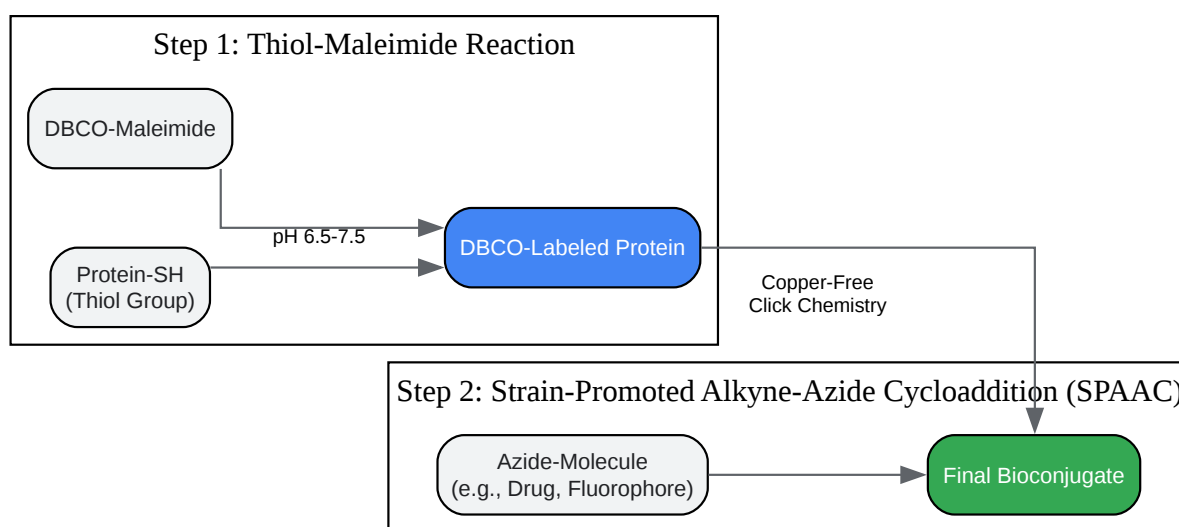 Step 1: Thiol-Maleimide Reaction
DBCO-Maleimide
pH 6.5-7.5
Protein-SH
(Thiol Group)
DBCO-Labeled Protein
Copper-Free
Click Chemistry
Step 2: Strain-Promoted Alkyne-Azide Cycloaddition (SPAAC)
Azide-Molecule
(e.g., Drug, Fluorophore)
Final Bioconjugate